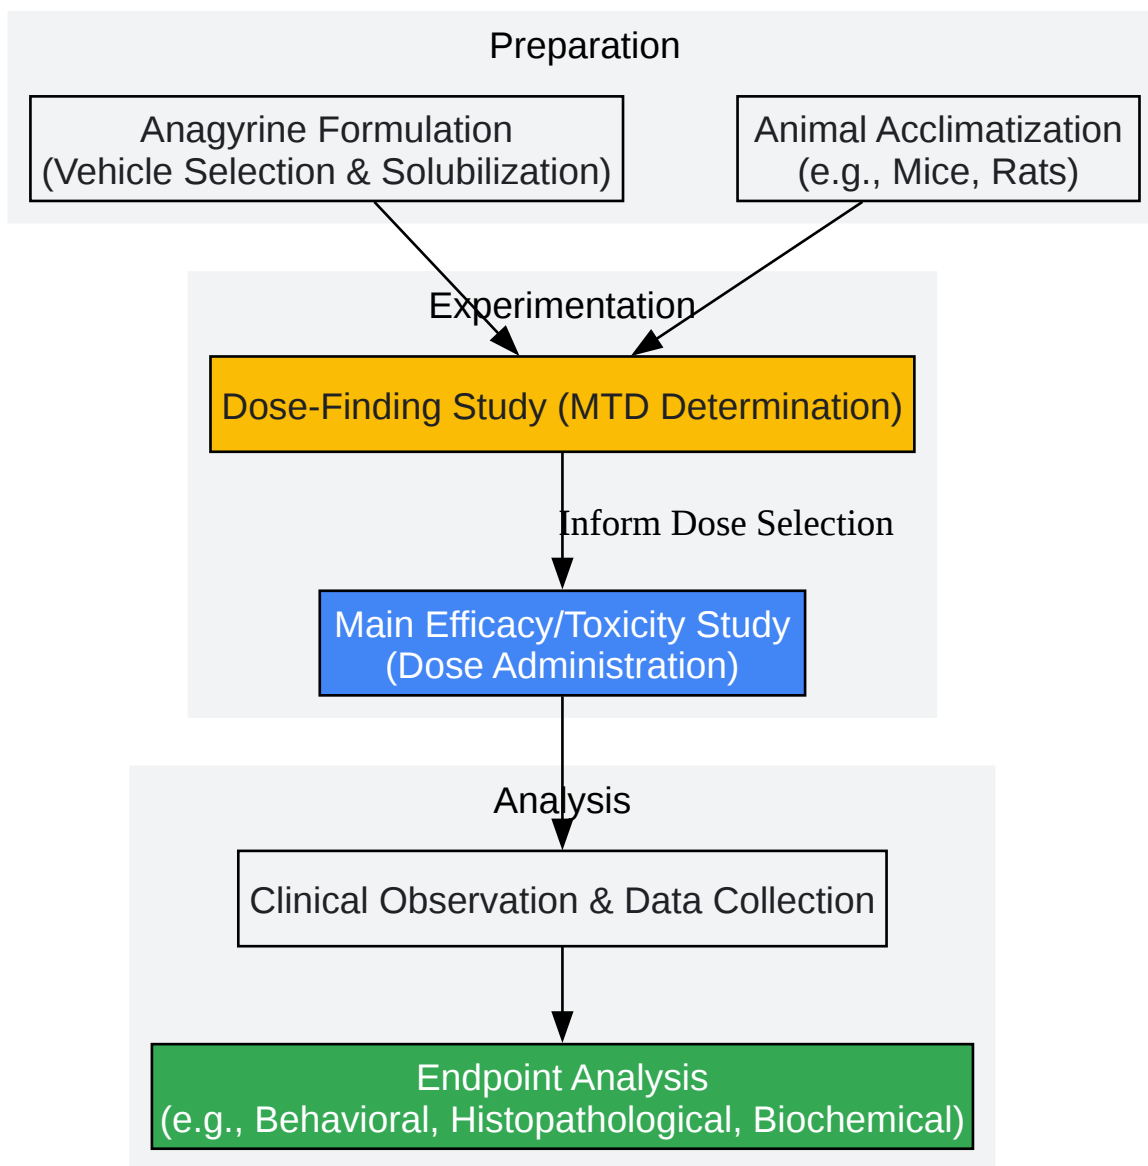 Preparation
Anagyrine Formulation
(Vehicle Selection & Solubilization)
Animal Acclimatization
(e.g., Mice, Rats)
Experimentation
Dose-Finding Study (MTD Determination)
Inform Dose Selection
Main Efficacy/Toxicity Study
(Dose Administration)
Analysis
Clinical Observation & Data Collection
Endpoint Analysis
(e.g., Behavioral, Histopathological, Biochemical)